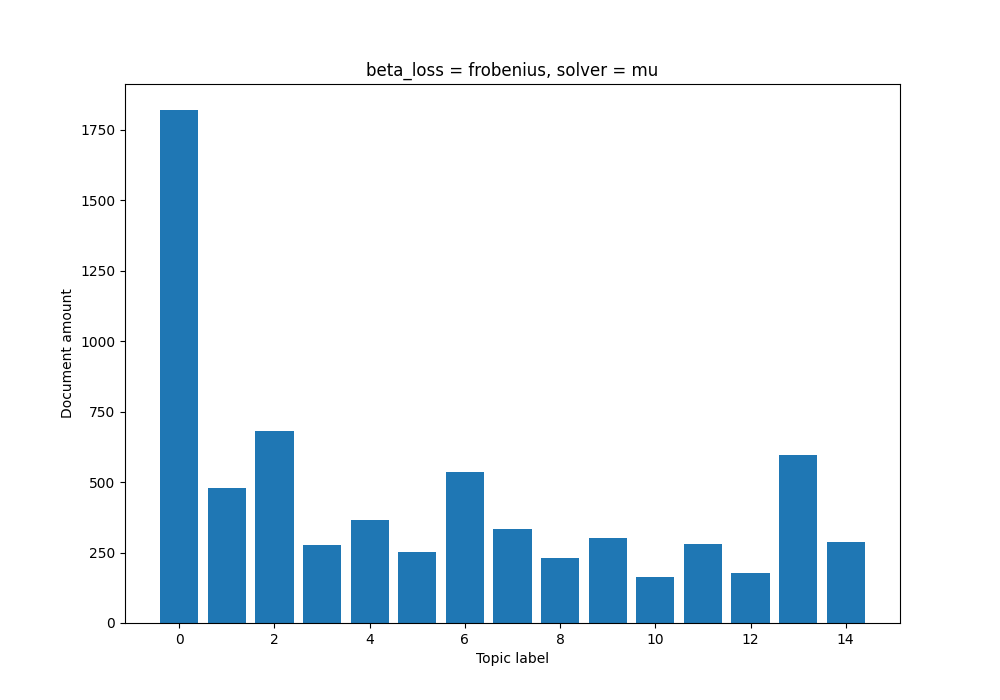 beta_loss = frobenius, solver = mu
1750
1500
1250
1000
750
500
250
0
Document amount
0 2 4 6 8 10 12 14
Topic label